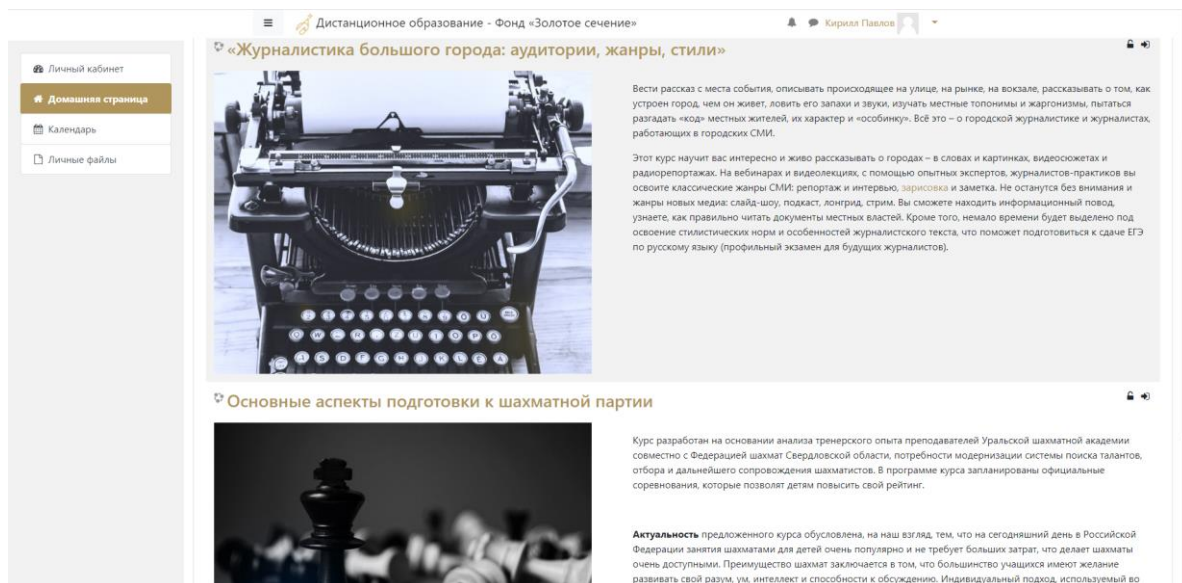 Дистанционное образование - Фонд «Золотое сечение»
Кирилл Павлов
Личный кабинет
Домашняя страница
Календарь
Личные файлы
«Журналистика большого города: аудитории, жанры, стили»
Вести рассказ с места события, описывать происходящее на улице, на рынке, на вокзале, рассказывать о том, как
устроен город, чем он живет, ловить его запахи и звуки, изучать местные топонимы и жаргонизмы, пытаться
разгадать «код» местных жителей, их характер и «особинку». Всё это – о городской журналистике и журналистах,
работающих в городских СМИ.
Этот курс научит вас интересно и живо рассказывать о городах – в словах и картинках, видеосюжетах и
радиорепортажах. На вебинарах и видеолекциях, с помощью опытных экспертов, журналистов-практиков вы
освоите классические жанры СМИ: репортаж и интервью, зарисовка и заметка. Не останутся без внимания и
жанры новых медиа: слайд-шоу, подкаст, лонгрид, стрим. Вы сможете находить информационный повод,
узнаете, как правильно читать документы местных властей. Кроме того, немало времени будет выделено под
освоение стилистических норм и особенностей журналистского текста, что поможет подготовиться к сдаче ЕГЭ
по русскому языку (профильный экзамен для будущих журналистов).
Основные аспекты подготовки к шахматной партии
Курс разработан на основании анализа тренерского опыта преподавателей Уральской шахматной академии
совместно с Федерацией шахмат Свердловской области, потребности модернизации системы поиска талантов,
отбора и дальнейшего сопровождения шахматистов. В программе курса запланированы официальные
соревнования, которые позволят детям повысить свой рейтинг.
Актуальность предложенного курса обусловлена, на наш взгляд, тем, что на сегодняшний день в Российской
Федерации занятия шахматами для детей очень популярно и не требует больших затрат, что делает шахматы
очень доступными. Преимущество шахмат заключается в том, что большинство учащихся имеют желание
развивать свой разум, ум, интеллект и способности к обсуждению. Индивидуальный подход, используемый во